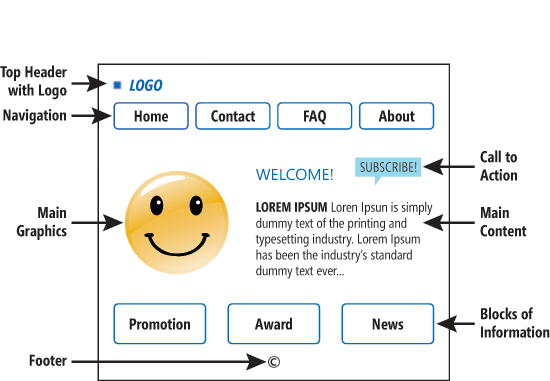 Top Header
with Logo
LOGO
Navigation
Home
Contact
FAQ
About
WELCOME!
SUBSCRIBE!
Call to
Action
Main
Graphics
LOREM IPSUM Lorem Ipsun is simply
dummy text of the printing and
typesetting industry. Lorem Ipsum
has been the industry's standard
dummy text ever...
Main
Content
Promotion
Award
News
Blocks of
Information
Footer
©